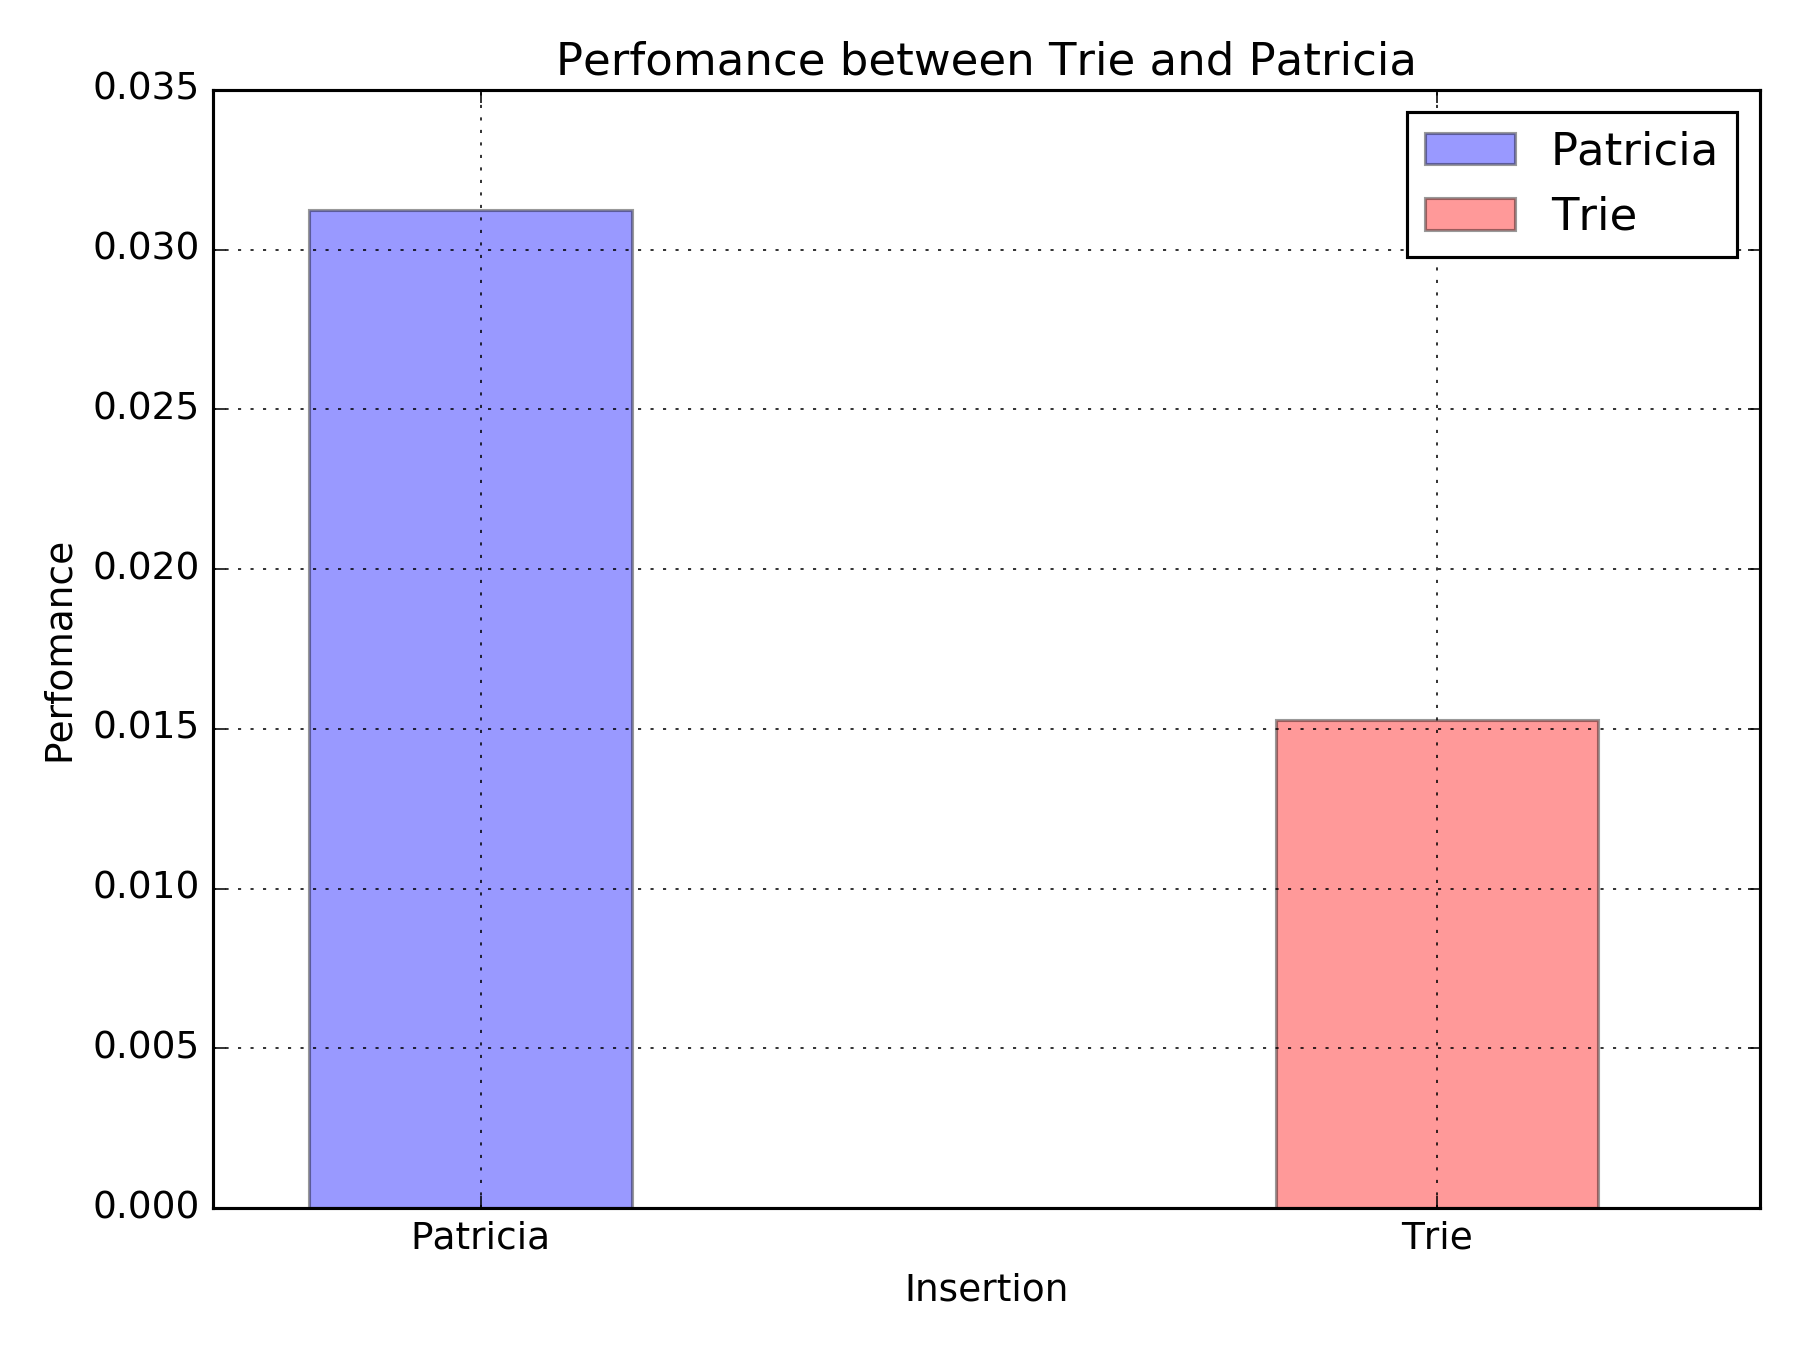 Perfomance between Trie and Patricia
0.035
0.030
0.025
0.020
0.015
0.010
0.005
0.000
Perfomance
Patricia
Trie
Patricia
Trie
Insertion